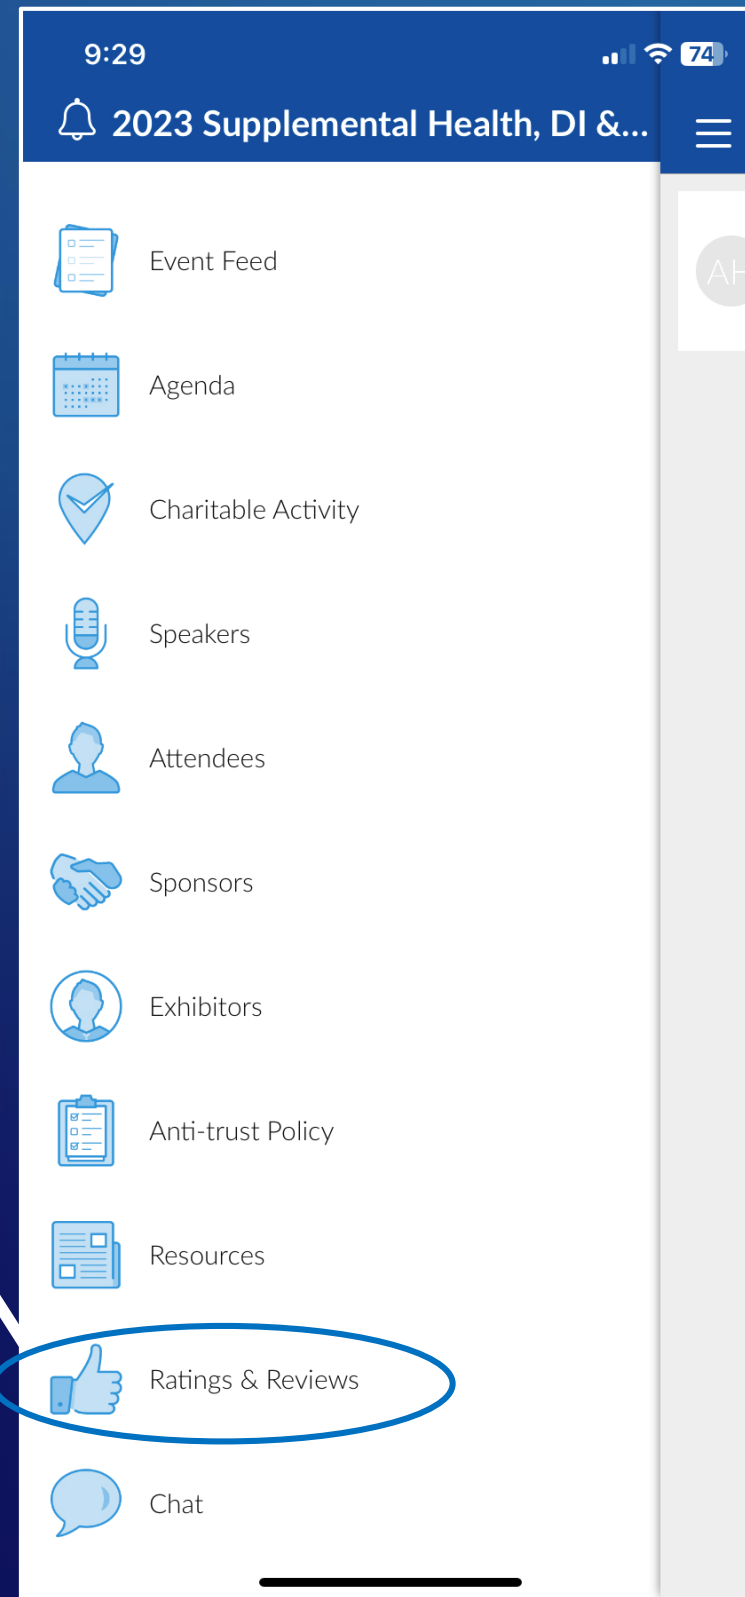 9:29
74
2023 Supplemental Health, DI &...
AH
Event Feed
Agenda
Charitable Activity
Speakers
Attendees
Sponsors
Exhibitors
Anti-trust Policy
Resources
Ratings & Reviews
Chat